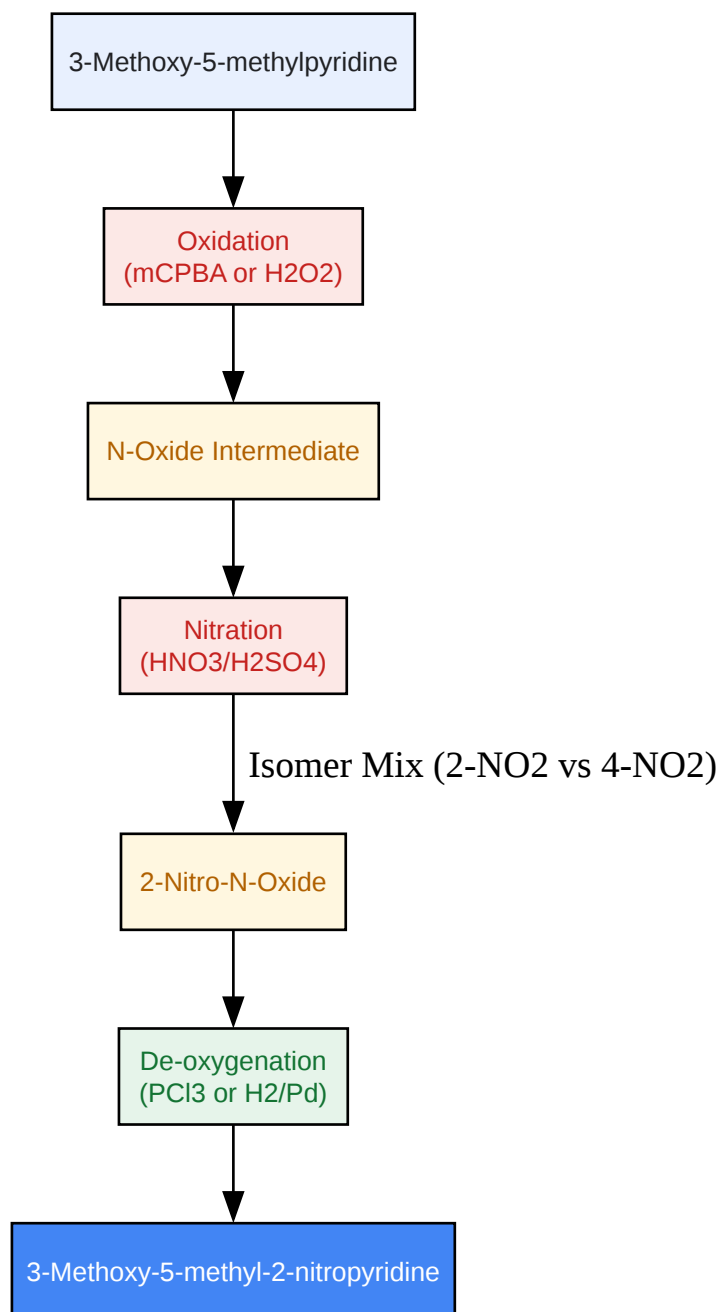 3-Methoxy-5-methylpyridine
Oxidation
(mCPBA or H2O2)
N-Oxide Intermediate
Nitration
(HNO3/H2SO4)
Isomer Mix (2-NO2 vs 4-NO2)
2-Nitro-N-Oxide
De-oxygenation
(PCl3 or H2/Pd)
3-Methoxy-5-methyl-2-nitropyridine